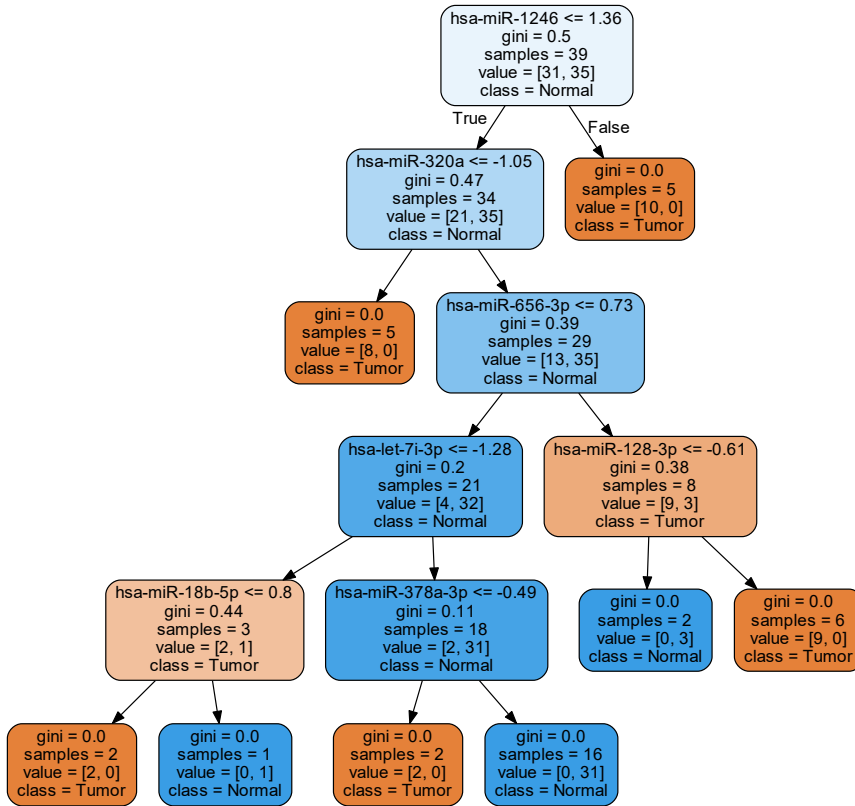 hsa-miR-1246 <= 1.36
gini = 0.5
samples = 39
value = [31, 35]
class = Normal
True
False
hsa-miR-320a <= -1.05
gini = 0.47
samples = 34
value = [21, 35]
class = Normal
gini = 0.0
samples = 5
value = [10, 0]
class = Tumor
gini = 0.0
samples = 5
value = [8, 0]
class = Tumor
hsa-miR-656-3p <= 0.73
gini = 0.39
samples = 29
value = [13, 35]
class = Normal
hsa-let-7i-3p <= -1.28
gini = 0.2
samples = 21
value = [4, 32]
class = Normal
hsa-miR-128-3p <= -0.61
gini = 0.38
samples = 8
value = [9, 3]
class = Tumor
hsa-miR-18b-5p <= 0.8
gini = 0.44
samples = 3
value = [2, 1]
class = Tumor
hsa-miR-378a-3p <= -0.49
gini = 0.11
samples = 18
value = [2, 31]
class = Normal
gini = 0.0
samples = 2
value = [0, 3]
class = Normal
gini = 0.0
samples = 6
value = [9, 0]
class = Tumor
gini = 0.0
samples = 2
value = [2, 0]
class = Tumor
gini = 0.0
samples = 1
value = [0, 1]
class = Normal
gini = 0.0
samples = 2
value = [2, 0]
class = Tumor
gini = 0.0
samples = 16
value = [0, 31]
class = Normal